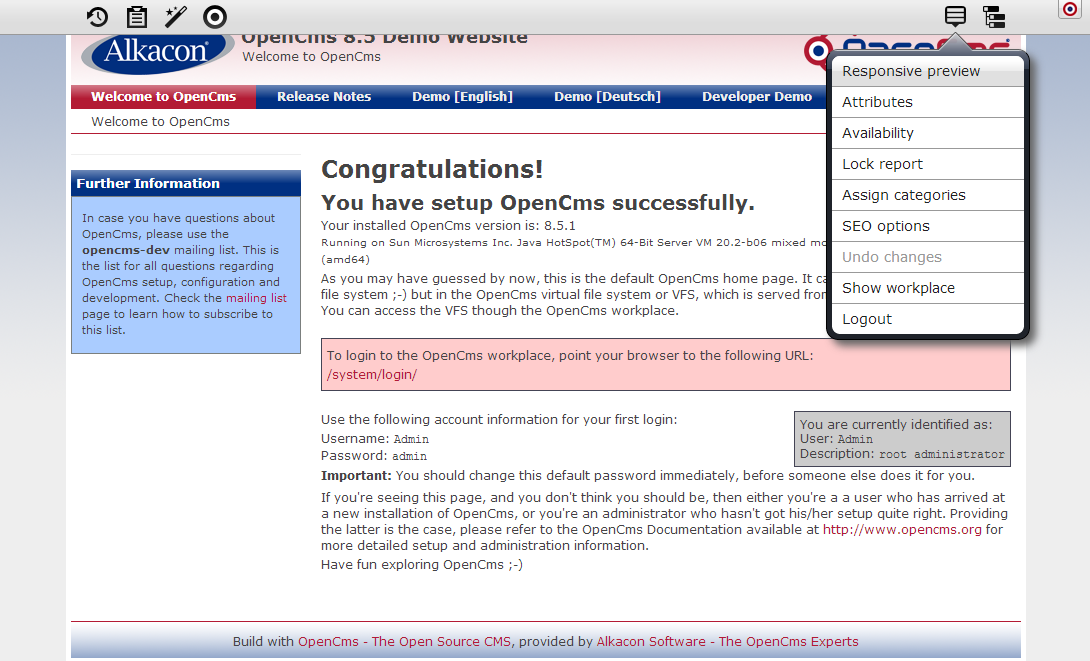 OpenCms 8.5 Demo Website
Alkacon
Welcome to OpenCms
Welcome to OpenCms
Release Notes
Demo [English]
Demo [Deutsch]
Developer Demo
Welcome to OpenCms
Responsive preview
Attributes
Availability
Lock report
Assign categories
SEO options
Undo changes
Show workplace
Logout
Further Information
In case you have questions about
OpenCms, please use the
opencms-dev mailing list. This is
the list for all questions regarding
OpenCms setup, configuration and
development. Check the mailing list
page to learn how to subscribe to
this list.
Congratulations!
You have setup OpenCms successfully.
Your installed OpenCms version is: 8.5.1
Running on Sun Microsystems Inc. Java HotSpot(TM) 64-Bit Server VM 20.2-b06 mixed
(amd64)
As you may have guessed by now, this is the default OpenCms home page. It
file system ;-) but in the OpenCms virtual file system or VFS, which is served
You can access the VFS though the OpenCms workplace.
To login to the OpenCms workplace, point your browser to the following URL:
/system/login/
Use the following account information for your first login:
Username: Admin
Password: admin
You are currently identified as:
User: Admin
Description: root administrator
Important: You should change this default password immediately, before someone else does it for you.
If you're seeing this page, and you don't think you should be, then either you're a a user who has arrived at
a new installation of OpenCms, or you're an administrator who hasn't got his/her setup quite right. Providing
the latter is the case, please refer to the OpenCms Documentation available at http://www.opencms.org for
more detailed setup and administration information.
Have fun exploring OpenCms ;-)
Build with OpenCms - The Open Source CMS, provided by Alkacon Software - The OpenCms Experts